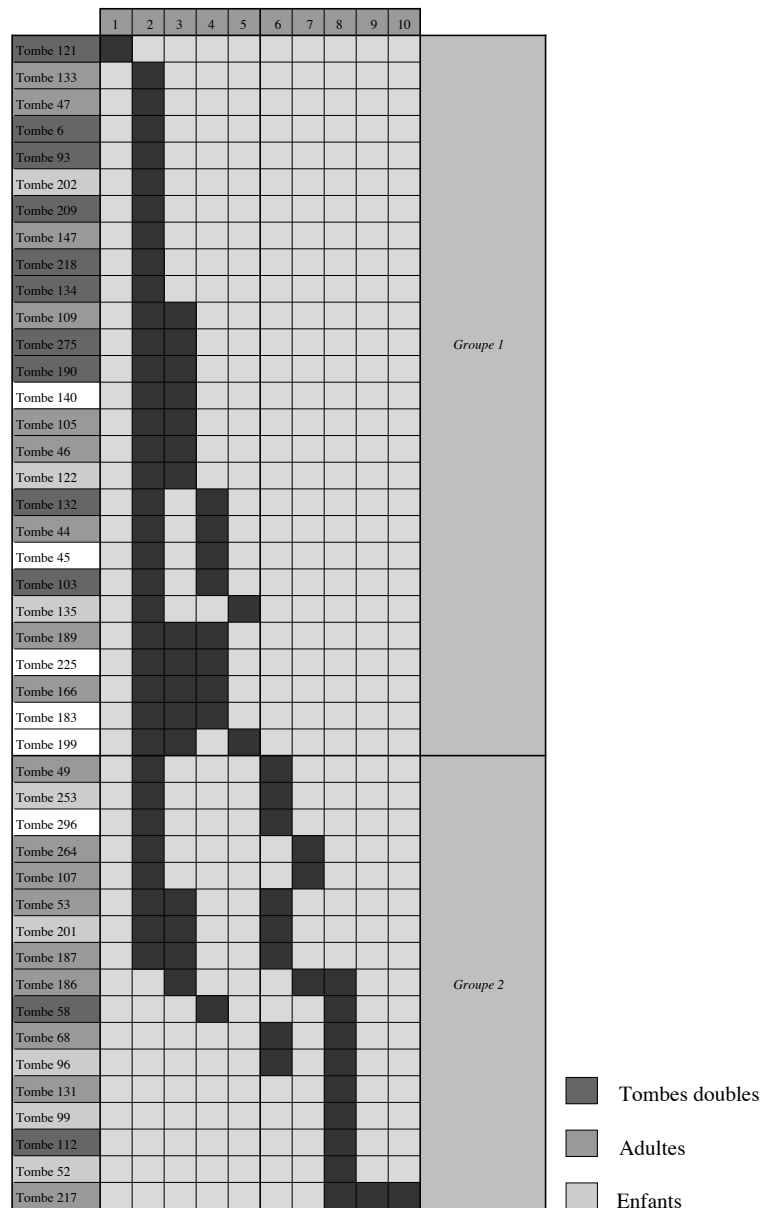 1 2 3 4 5 6 7 8 9 10
Tombe 121
Tombe 133
Tombe 47
Tombe 6
Tombe 93
Tombe 202
Tombe 209
Tombe 147
Tombe 218
Tombe 134
Tombe 109
Tombe 275
Groupe 1
Tombe 190
Tombe 140
Tombe 105
Tombe 46
Tombe 122
Tombe 132
Tombe 44
Tombe 45
Tombe 103
Tombe 135
Tombe 189
Tombe 225
Tombe 166
Tombe 183
Tombe 199
Tombe 49
Tombe 253
Tombe 296
Tombe 264
Tombe 107
Tombe 53
Tombe 201
Tombe 187
Tombe 186
Groupe 2
Tombe 58
Tombe 68
Tombe 96
Tombe 131
Tombe 99
Tombe 112
Tombe 52
Tombe 217
Tombes doubles
Adultes
Enfants